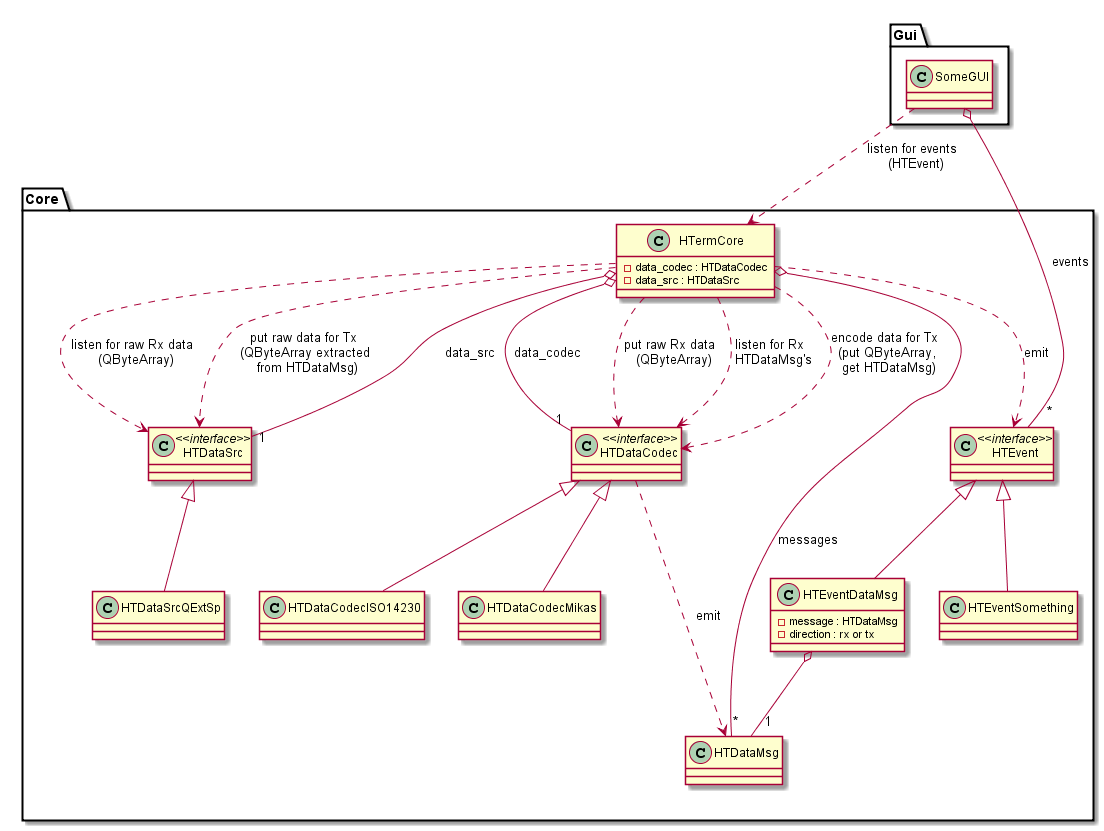 Gui
C SomeGUI
listen for events
(HTEvent)
Core
C HTermCore
data_codec : HTDataCodec
data_src : HTDataSrc
events
listen for raw Rx data
(QByteArray)
put raw data for Tx
(QByteArray extracted
from HTDataMsg)
data_src
data_codec
put raw Rx data
(QByteArray)
listen for Rx
HTDataMsg's
encode data for Tx
(put QByteArray,
get HTDataMsg)
emit
1
1
*
C <<interface>>
HTDataSrc
C <<interface>>
HTDataCodec
C <<interface>>
HTEvent
messages
C HTDataSrcQExtSp
C HTDataCodecISO14230
C HTDataCodecMikas
emit
C HTEventDataMsg
message : HTDataMsg
direction : rx or tx
C HTEventSomething
*
1
C HTDataMsg